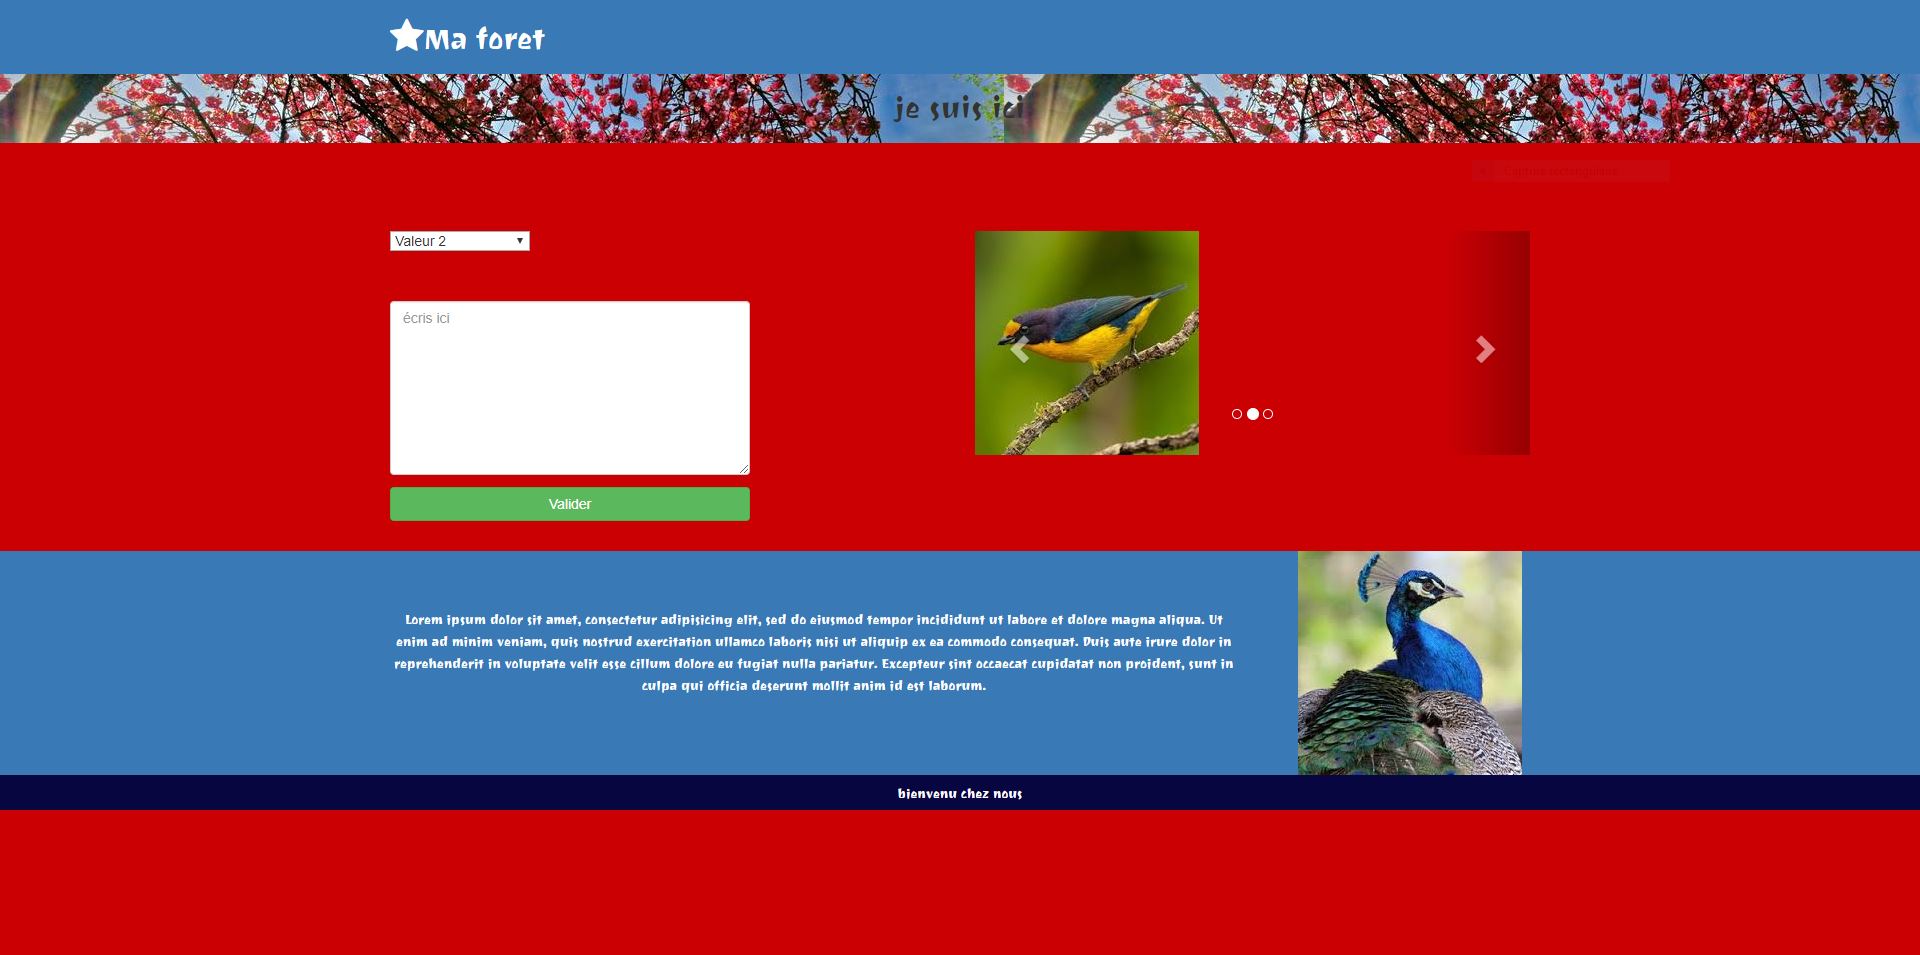 Ma foret
je suis ici
Valeur 2
écris ici
Valider
Lorem ipsum dolor sit amet, consectetur adipisicing elit, sed do eiusmod tempor incididunt ut labore et dolore magna aliqua. Ut
enim ad minim veniam, quis nostrud exercitation ullamco laboris nisi ut aliquip ex ea commodo consequat. Duis aute irure dolor in
reprehenderit in voluptate velit esse cillum dolore eu fugiat nulla pariatur. Excepteur sint occaecat cupidatat non proident, sunt in
culpa qui officia deserunt mollit anim id est laborum.
bienvenu chez nous